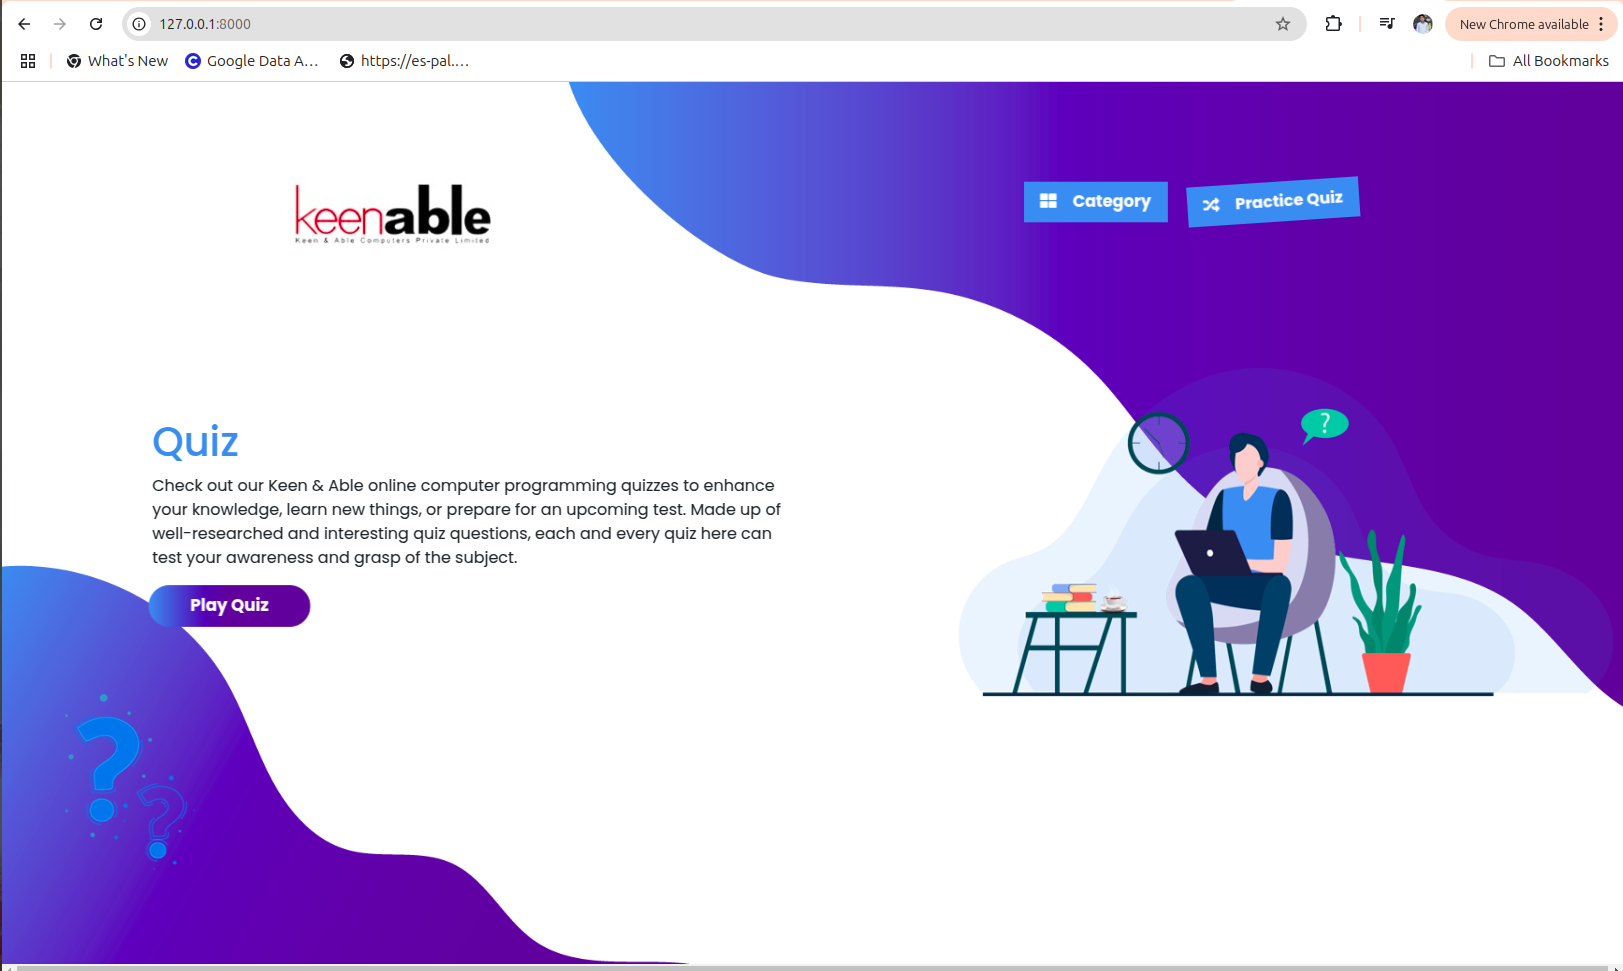 127.0.0.1:8000
New Chrome available
What's New
Google Data A...
https://es-pal....
All Bookmarks
keenable
Keen & Able Computers Private Limited
Category
Practice Quiz
?
Quiz
Check out our Keen & Able online computer programming quizzes to enhance
your knowledge, learn new things, or prepare for an upcoming test. Made up of
well-researched and interesting quiz questions, each and every quiz here can
test your awareness and grasp of the subject.
Play Quiz
?
?